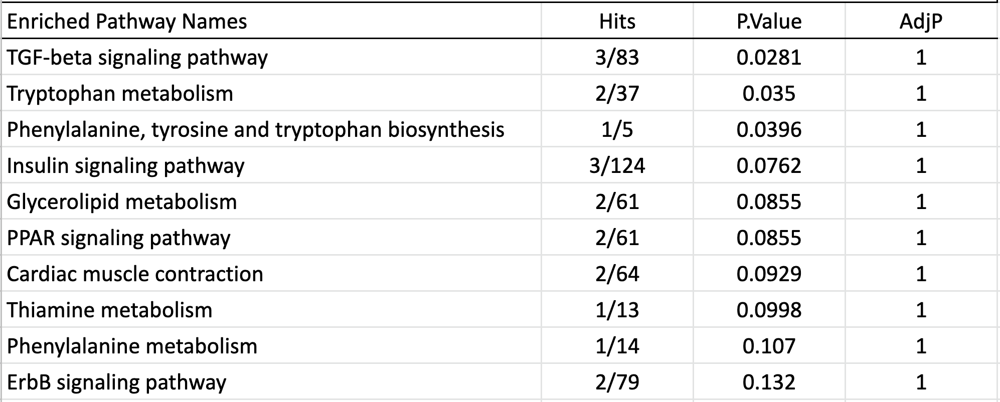 Enriched Pathway Names Hits P.Value AdjP
TGF-beta signaling pathway 3/83 0.0281 1
Tryptophan metabolism 2/37 0.035 1
Phenylalanine, tyrosine and tryptophan biosynthesis 1/5 0.0396 1
Insulin signaling pathway 3/124 0.0762 1
Glycerolipid metabolism 2/61 0.0855 1
PPAR signaling pathway 2/61 0.0855 1
Cardiac muscle contraction 2/64 0.0929 1
Thiamine metabolism 1/13 0.0998 1
Phenylalanine metabolism 1/14 0.107 1
ErbB signaling pathway 2/79 0.132 1